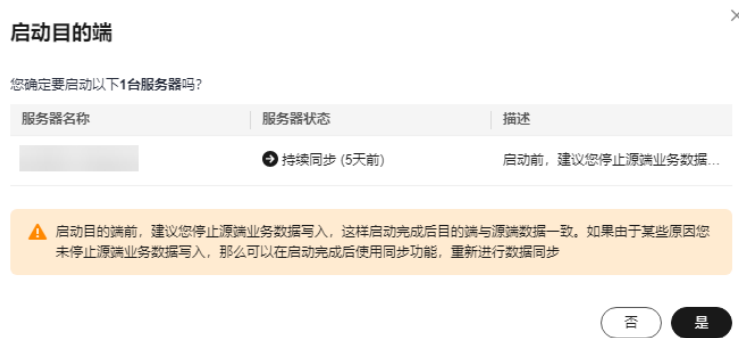 启动目的端
您确定要启动以下1台服务器吗?
服务器名称 服务器状态 描述
持续同步 (5天前) 启动前，建议您停止源端业务数据...
启动目的端前，建议您停止源端业务数据写入，这样启动完成后目的端与源端数据一致。如果由于某些原因您
未停止源端业务数据写入，那么可以在启动完成后使用同步功能，重新进行数据同步
否 是